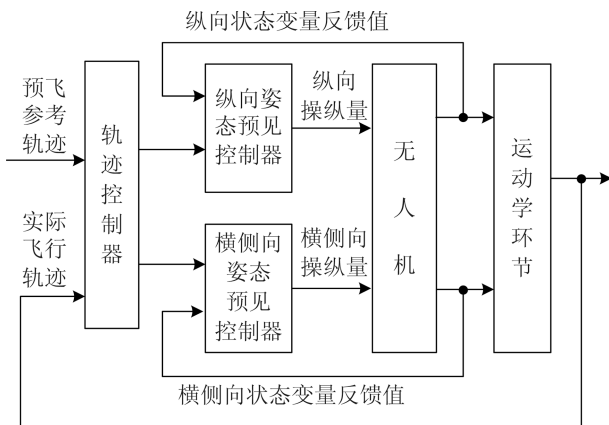 纵向状态变量反馈值
预飞
参考
轨迹
实际
飞行
轨迹
轨迹控制器
纵向姿
态预见
控制器
纵向
操纵量
横侧向
姿态
预见
控制器
横侧向
操纵量
无人机
运动学环节
横侧向状态变量反馈值